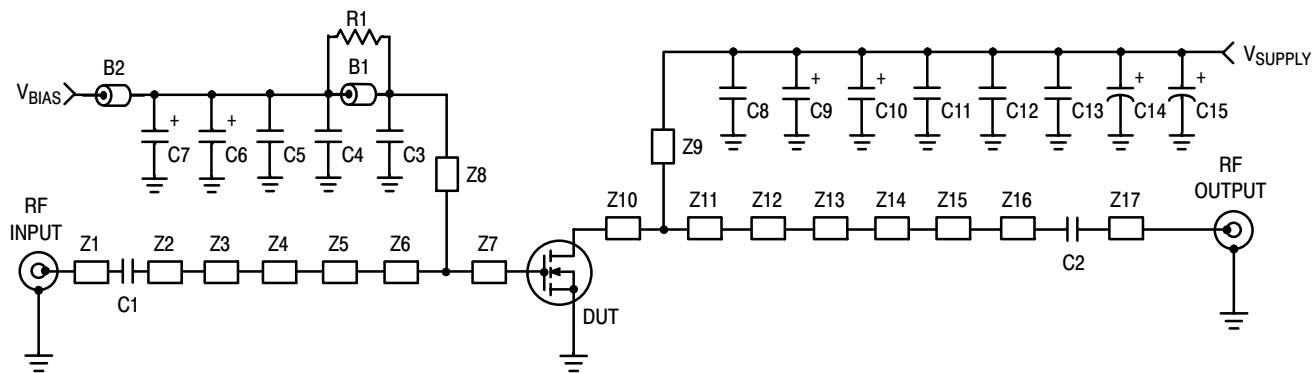 R1
B2
B1
VBIAS
+
+
C7
C6
C5
C4
C3
Z8
VSUPPLY
+
+
+
+
C8
C9
C10
C11
C12
C13
C14
C15
Z9
RF
INPUT
Z1
Z2
Z3
Z4
Z5
Z6
Z7
C1
DUT
Z10
Z11
Z12
Z13
Z14
Z15
Z16
Z17
C2
RF
OUTPUT